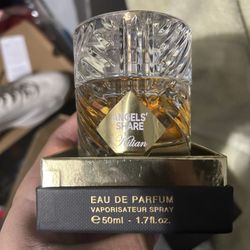 ANGELS'
SHARE
Kilian
EAU DE PARFUM
VAPORISATEUR SPRAY
℮50ml - 1.7fl.oz.